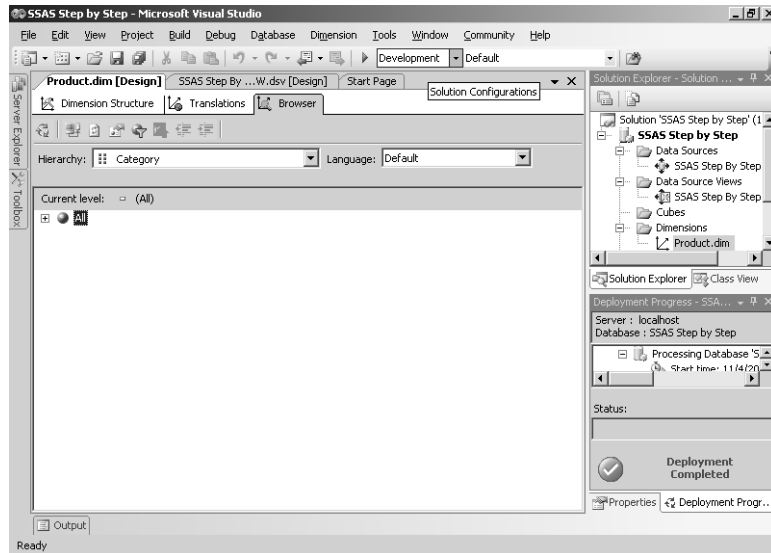 SSAS Step by Step - Microsoft Visual Studio
File Edit View Project Build Debug Database Dimension Tools Window Community Help
Development Default
Product.dim [Design] SSAS Step By ...W.dsv [Design] Start Page
Solution Configurations
Dimension Structure Translations Browser
Hierarchy: Category Language: Default
Current level: (All)
All
Server Explorer
Toolbox
Solution Explorer - Solution ...
Solution 'SSAS Step by Step' (1
SSAS Step by Step
Data Sources
SSAS Step By Step
Data Source Views
SSAS Step By Step
Cubes
Dimensions
Product.dim
Solution Explorer Class View
Deployment Progress - SSA...
Server : localhost
Database : SSAS Step by Step
Processing Database 'S
Start time: 11/4/20
Status:
Deployment
Completed
Properties Deployment Progr...
Output
Ready